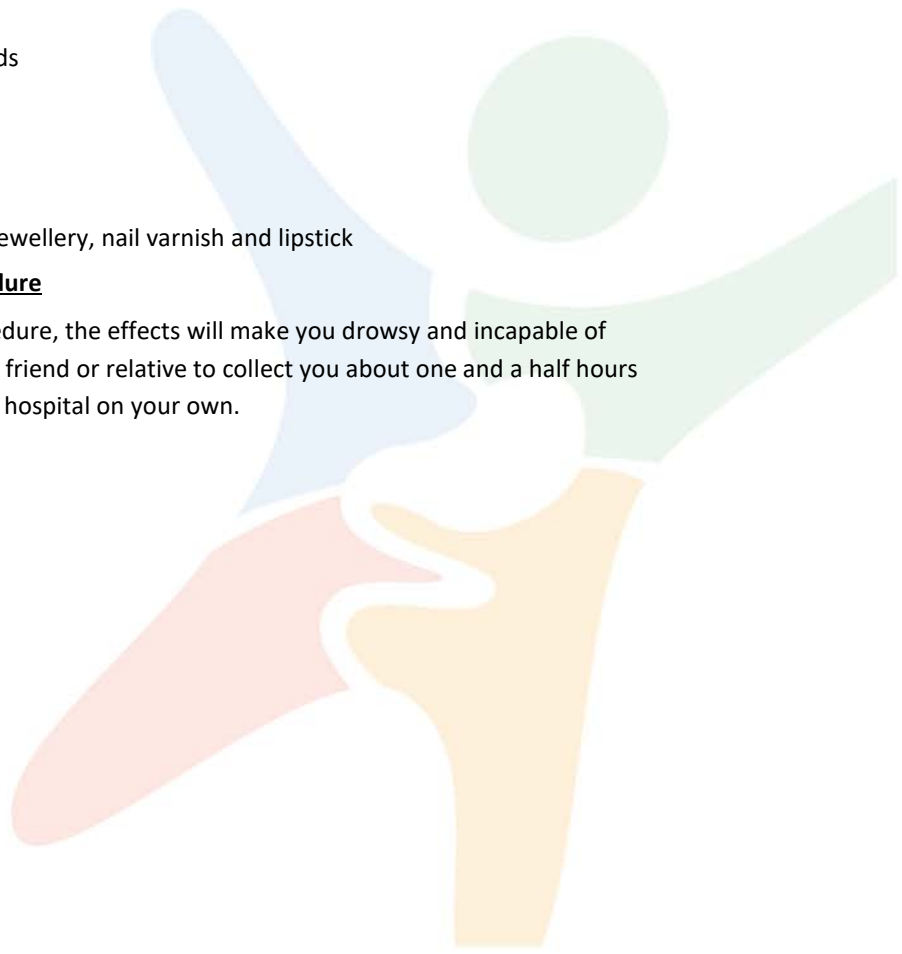 ds
ewellery, nail varnish and lipstick
dure
edure, the effects will make you drowsy and incapable of
friend or relative to collect you about one and a half hours
hospital on your own.